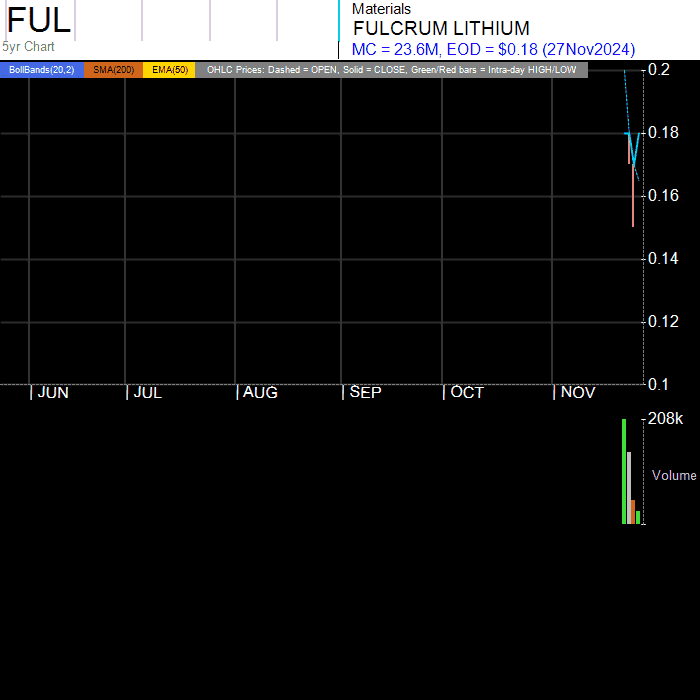 FUL
5yr Chart
Materials
FULCRUM LITHIUM
MC = 23.6M, EOD = $0.18 (27Nov2024)
BollBands(20,2) SMA(200) EMA(50) OHLC Prices: Dashed = OPEN, Solid = CLOSE, Green/Red bars = Intra-day HIGH/LOW
0.2
0.18
0.16
0.14
0.12
0.1
JUN JUL AUG SEP OCT NOV
208k
Volume